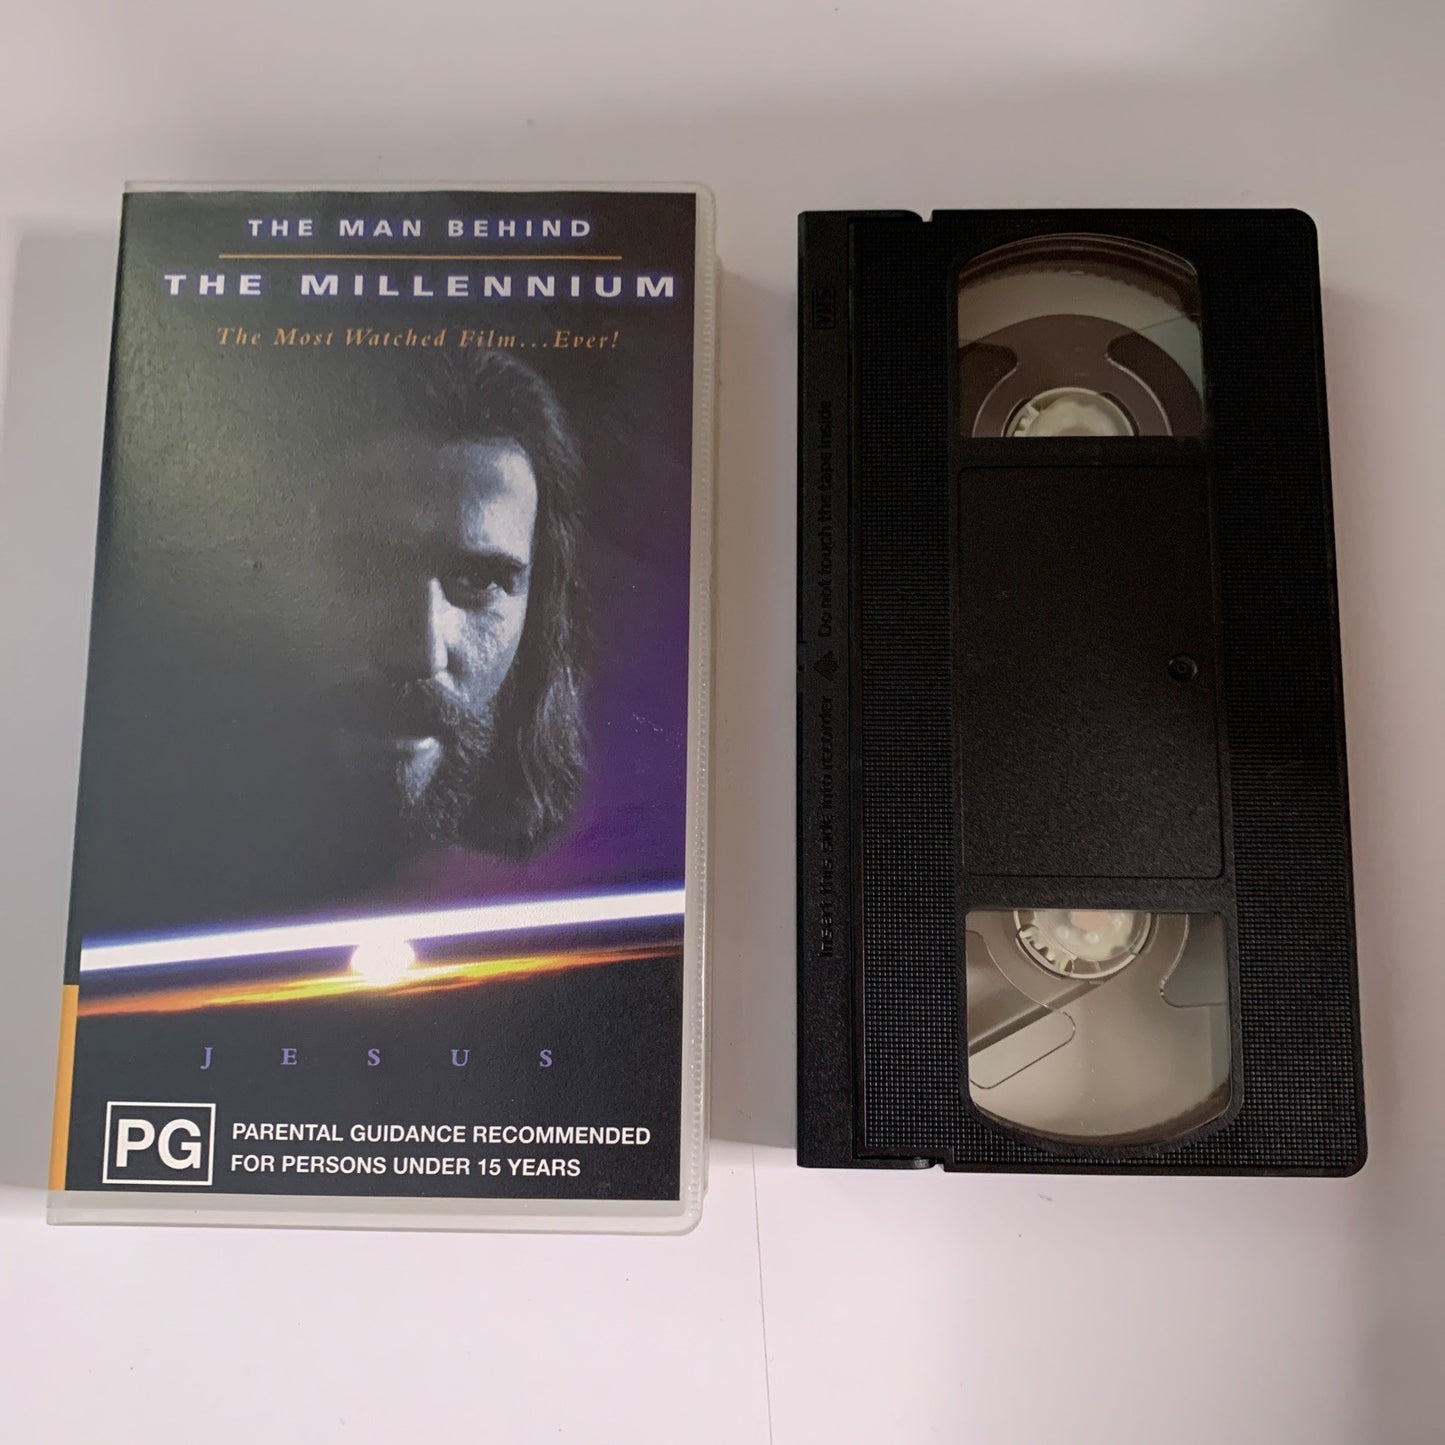 THE MAN BEHIND
THE MILLENNIUM
The Most Watched Film...Ever!
JESUS
PG
PARENTAL GUIDANCE RECOMMENDED
FOR PERSONS UNDER 15 YEARS
VHS
Insert this side into recorder Do not touch the tape inside